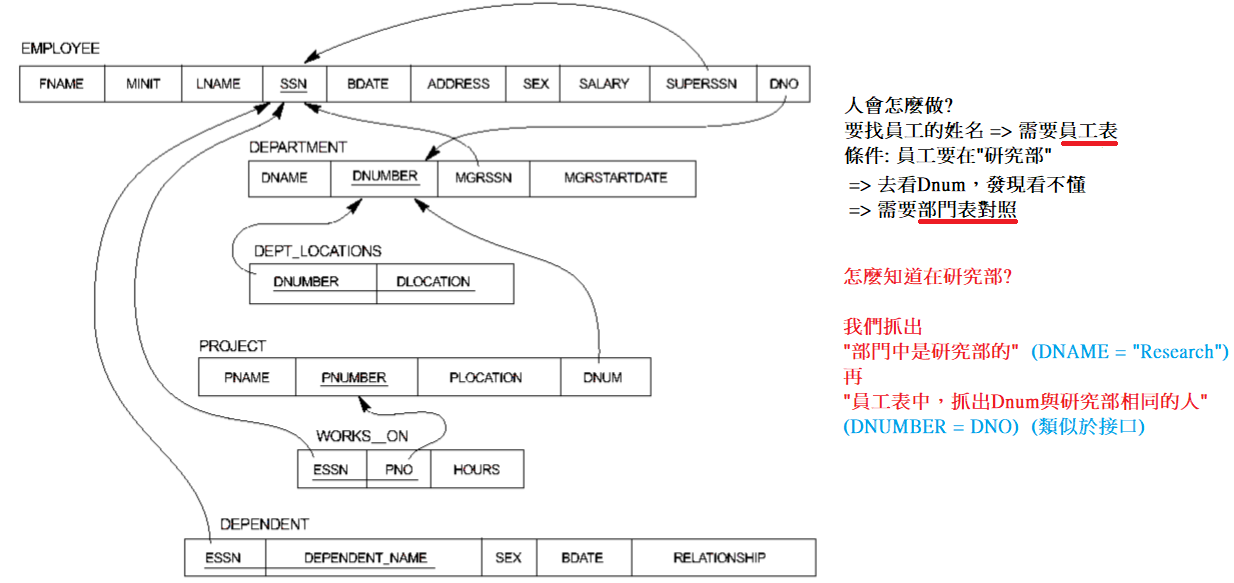 EMPLOYEE
FNAME MINIT LNAME SSN BDATE ADDRESS SEX SALARY SUPERSSN DNO
DEPARTMENT
DNAME DNUMBER MGRSSN MGRSTARTDATE
DEPT_LOCATIONS
DNUMBER DLOCATION
PROJECT
PNAME PNUMBER PLOCATION DNUM
WORKS_ON
ESSN PNO HOURS
DEPENDENT
ESSN DEPENDENT_NAME SEX BDATE RELATIONSHIP
人會怎麼做?
要找員工的姓名 => 需要員工表
條件: 員工要在"研究部"
=> 去看Dnum，發現看不懂
=> 需要部門表對照
怎麼知道在研究部?
我們抓出
"部門中是研究部的" (DNAME = "Research")
再
"員工表中，抓出Dnum與研究部相同的人"
(DNUMBER = DNO) (類似於接口)